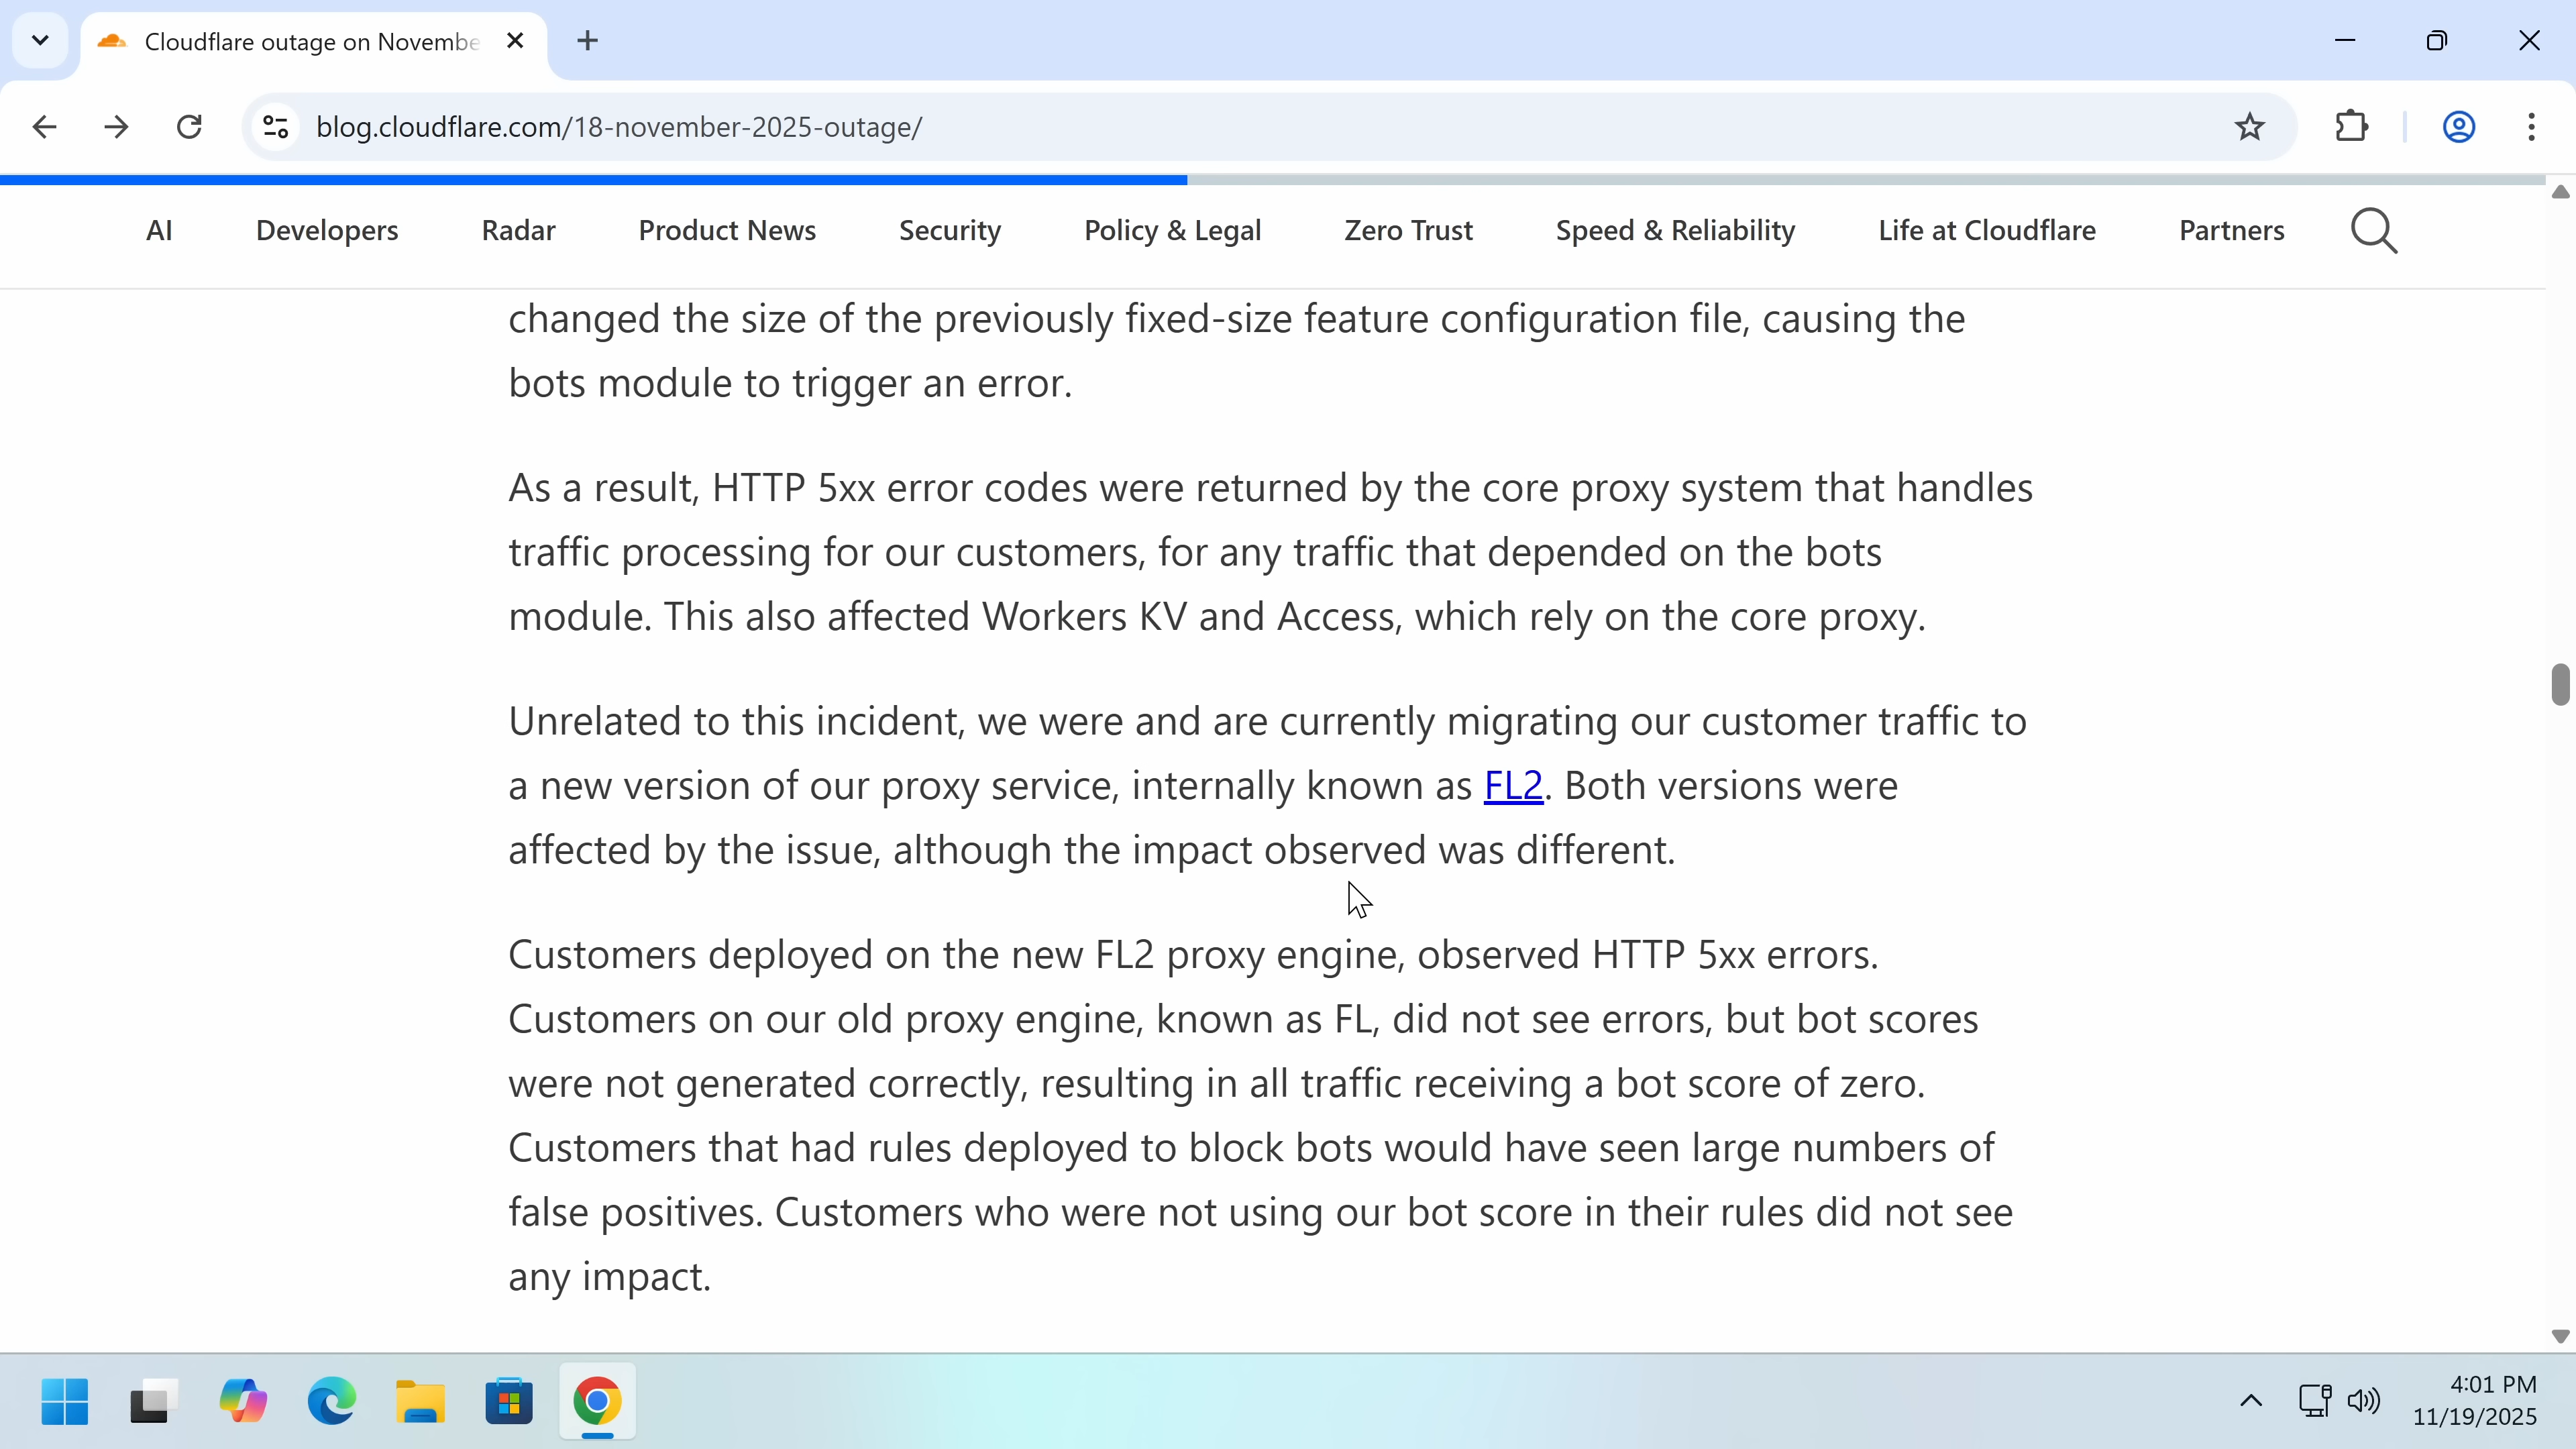 Cloudflare outage on Novembe
blog.cloudflare.com/18-november-2025-outage/
AI Developers Radar Product News Security Policy & Legal Zero Trust Speed & Reliability Life at Cloudflare Partners
changed the size of the previously fixed-size feature configuration file, causing the
bots module to trigger an error.
As a result, HTTP 5xx error codes were returned by the core proxy system that handles
traffic processing for our customers, for any traffic that depended on the bots
module. This also affected Workers KV and Access, which rely on the core proxy.
Unrelated to this incident, we were and are currently migrating our customer traffic to
a new version of our proxy service, internally known as FL2. Both versions were
affected by the issue, although the impact observed was different.
Customers deployed on the new FL2 proxy engine, observed HTTP 5xx errors.
Customers on our old proxy engine, known as FL, did not see errors, but bot scores
were not generated correctly, resulting in all traffic receiving a bot score of zero.
Customers that had rules deployed to block bots would have seen large numbers of
false positives. Customers who were not using our bot score in their rules did not see
any impact.
4:01 PM
11/19/2025